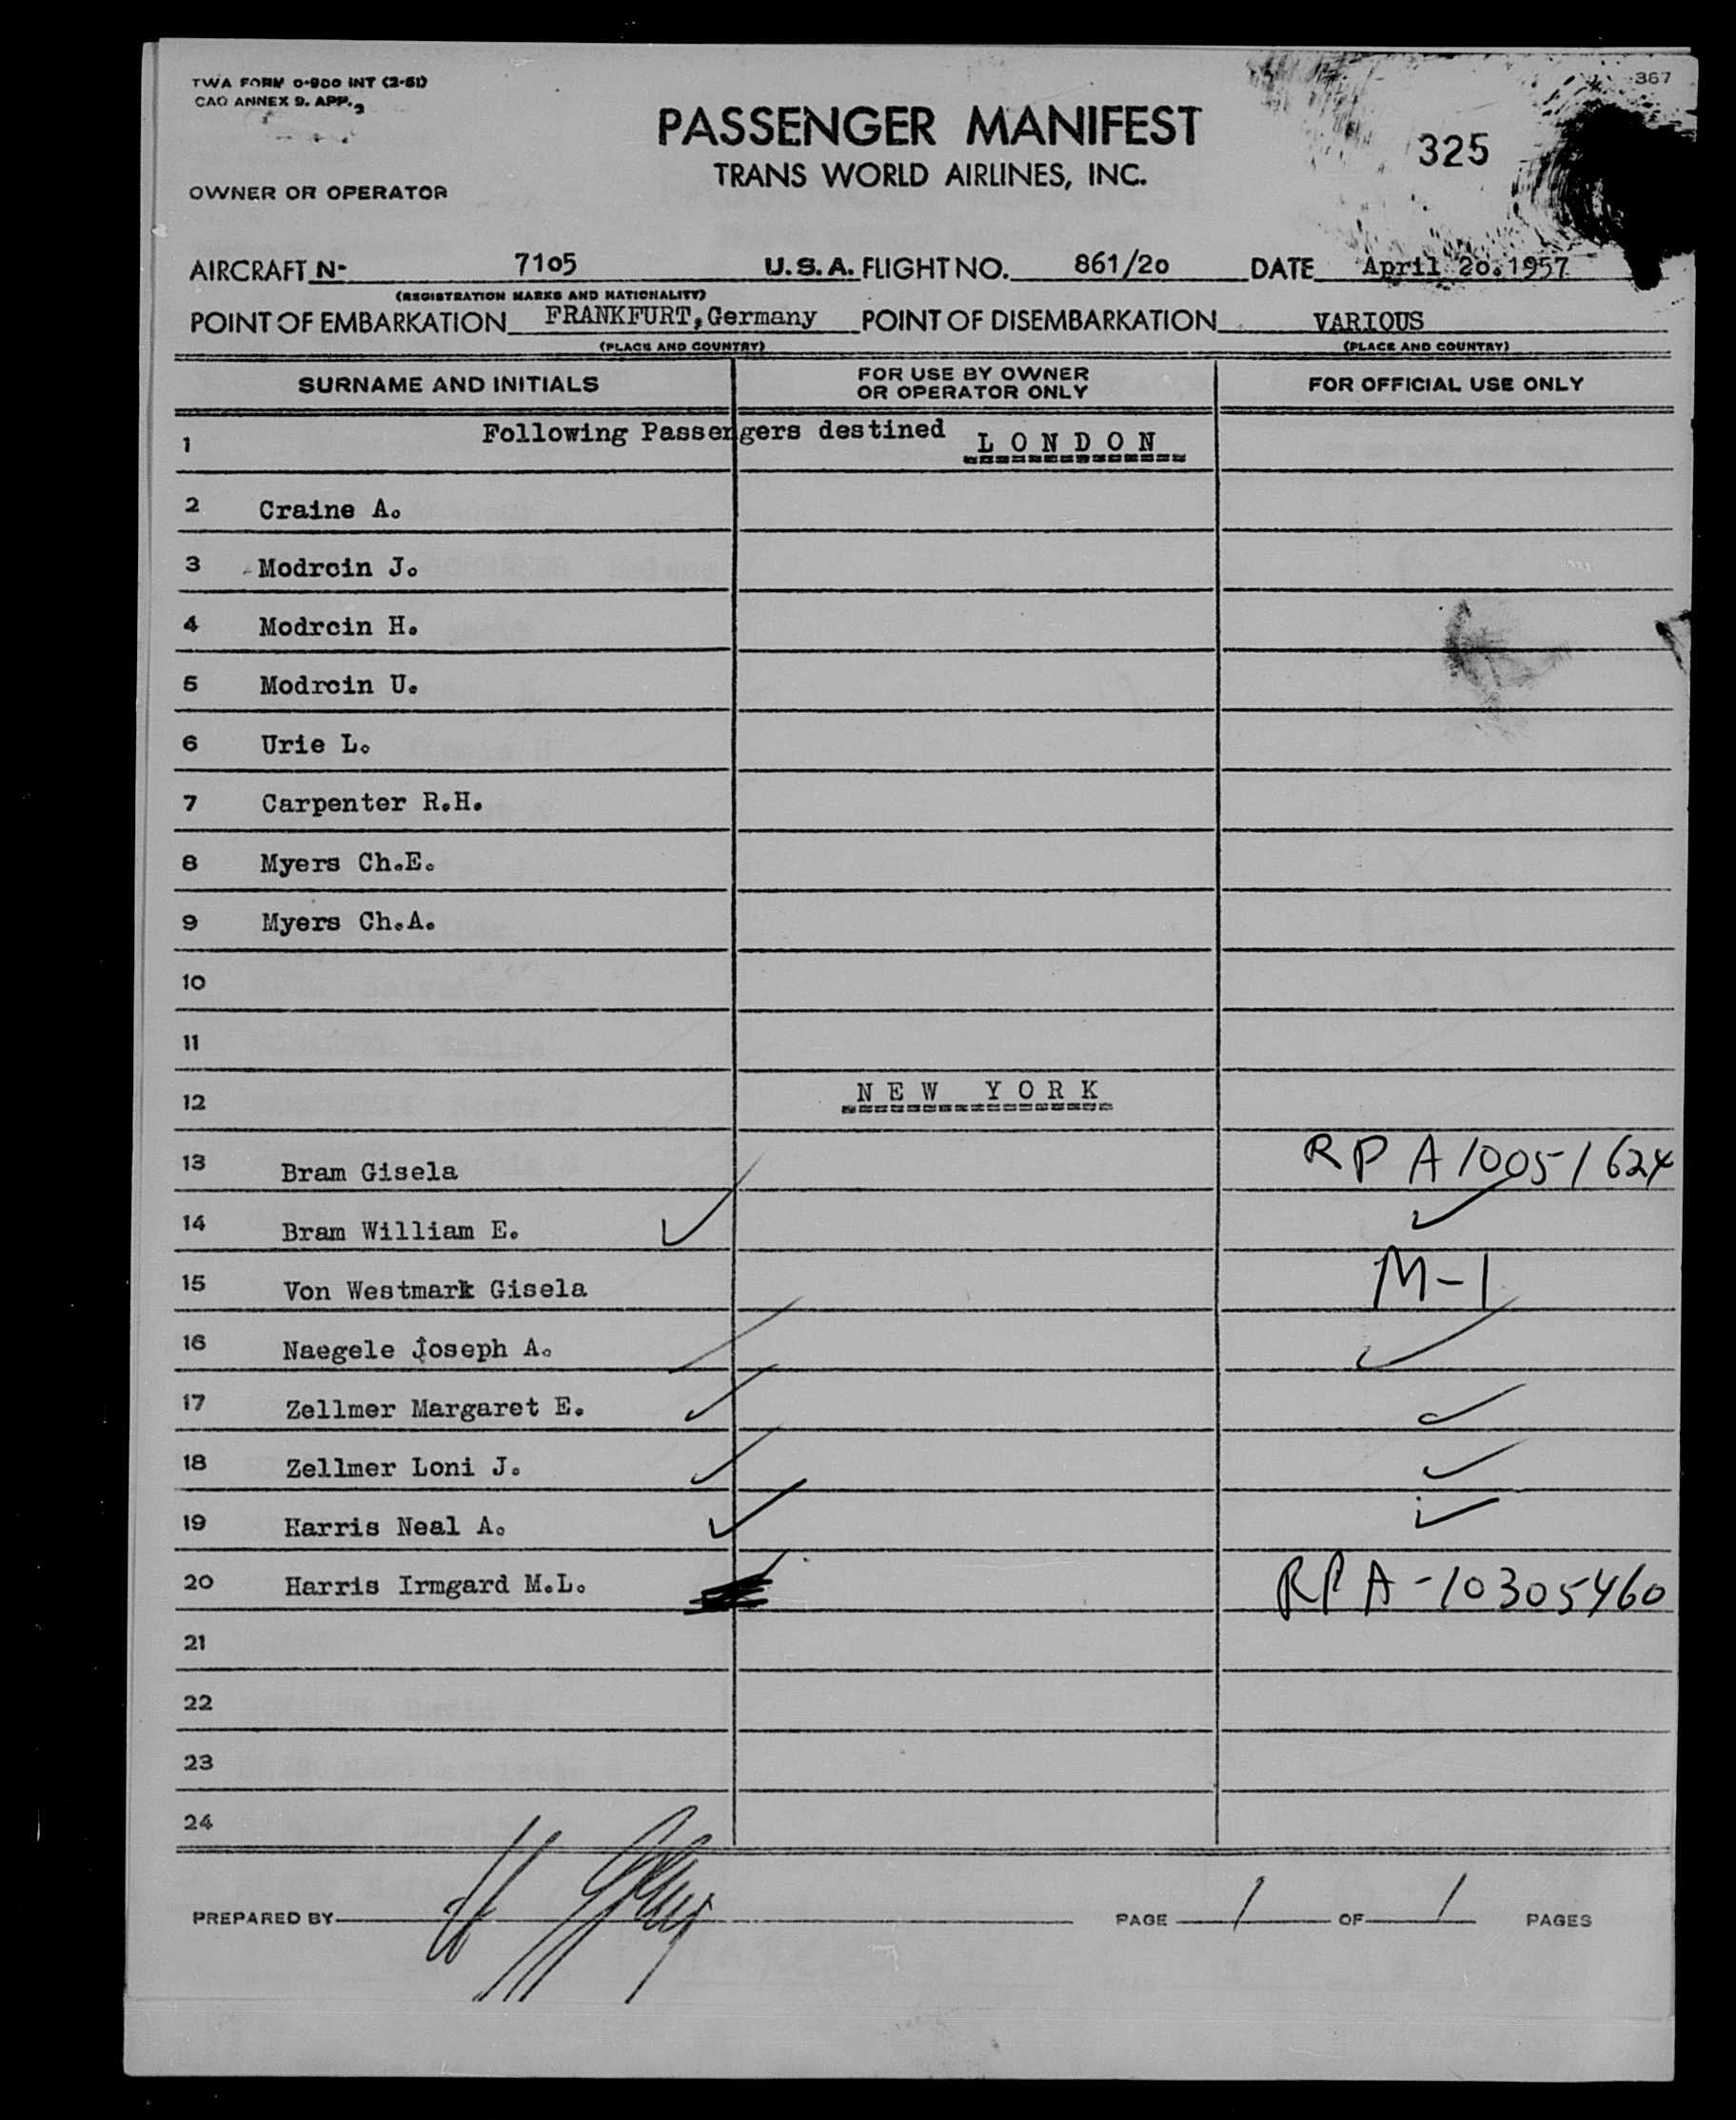 TWA FORM 0-900 INT (2-51)
CAO ANNEX 9. APP. 3
367
PASSENGER MANIFEST
325
TRANS WORLD AIRLINES, INC.
OWNER OR OPERATOR
AIRCRAFT N- 7105 U.S.A. FLIGHT NO. 861/20 DATE April 20.1957
(REGISTRATION MARKS AND NATIONALITY)
POINT OF EMBARKATION FRANKFURT, Germany POINT OF DISEMBARKATION VARIOUS
(PLACE AND COUNTRY) (PLACE AND COUNTRY)
SURNAME AND INITIALS FOR USE BY OWNER OR OPERATOR ONLY FOR OFFICIAL USE ONLY
1 Following Passengers destined L O N D O N
2 Craine A.
3 Modrcin J.
4 Modrcin H.
5 Modrcin U.
6 Urie L.
7 Carpenter R.H.
8 Myers Ch.E.
9 Myers Ch.A.
10
11
12 N E W Y O R K
13 Bram Gisela RP A10051624
14 Bram William E.
15 Von Westmark Gisela M-1
16 Naegele Joseph A.
17 Zellmer Margaret E.
18 Zellmer Loni J.
19 Harris Neal A.
20 Harris Irmgard M.L. RP A-10305460
21
22
23
24
PREPARED BY PAGE 1 OF 1 PAGES